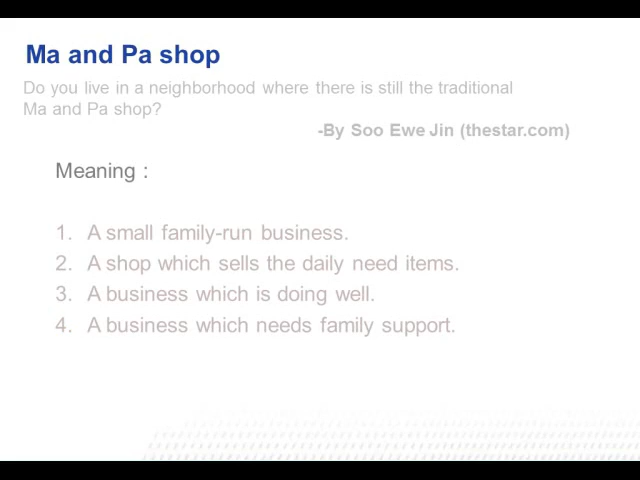 Ma and Pa shop
Do you live in a neighborhood where there is still the traditional
Ma and Pa shop?
-By Soo Ewe Jin (thestar.com)
Meaning :
1. A small family-run business.
2. A shop which sells the daily need items.
3. A business which is doing well.
4. A business which needs family support.